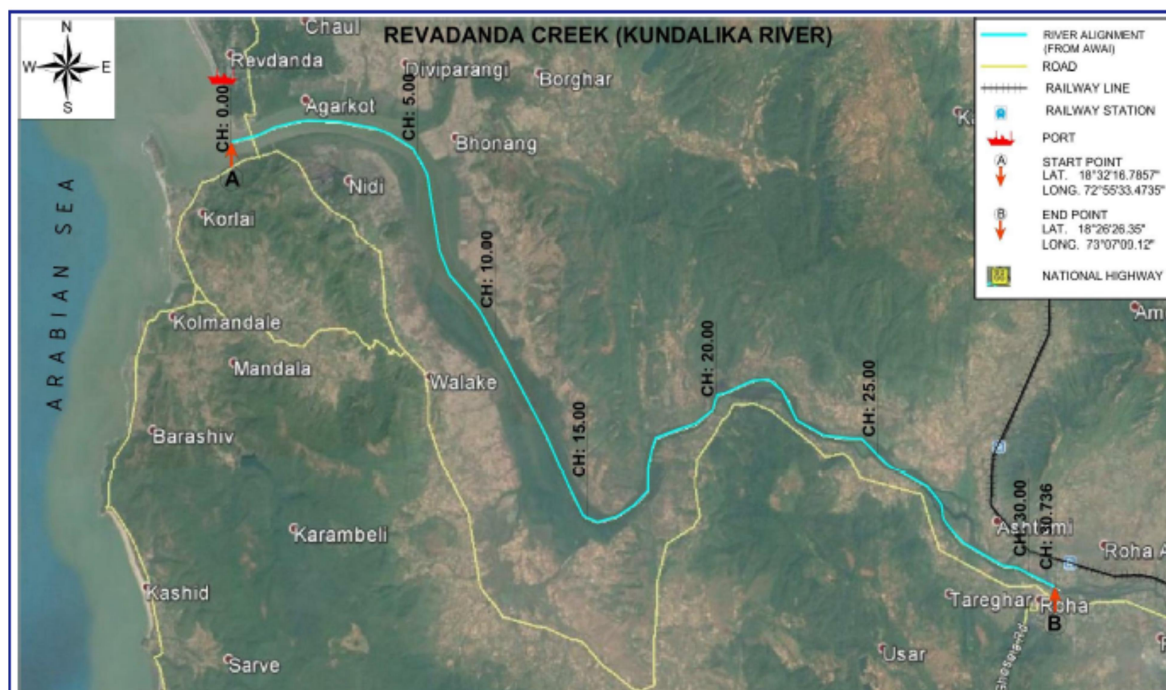 REVADANDA CREEK (KUNDALIKA RIVER)
N
W E
S
Chaul
Revdanda
Diviparangi
Borghar
Agarkot
Bhonang
CH: 0.00
CH: 5.00
A
Nidi
Korlai
ARABIAN SEA
CH: 10.00
Kolmandale
Mandala
Walake
CH: 15.00
CH: 20.00
CH: 25.00
Barashiv
Karambeli
Kashid
Sarve
CH: 30.00
CH: 30.736
Ashtami
Roha A
Tareghar
Roha
B
Usar
Am
RIVER ALIGNMENT
(FROM AWAI)
ROAD
RAILWAY LINE
RAILWAY STATION
PORT
A
START POINT
LAT. 18°32'16.7857"
LONG. 72°55'33.4735"
B
END POINT
LAT. 18°26'26.35"
LONG. 73°07'09.12"
NATIONAL HIGHWAY